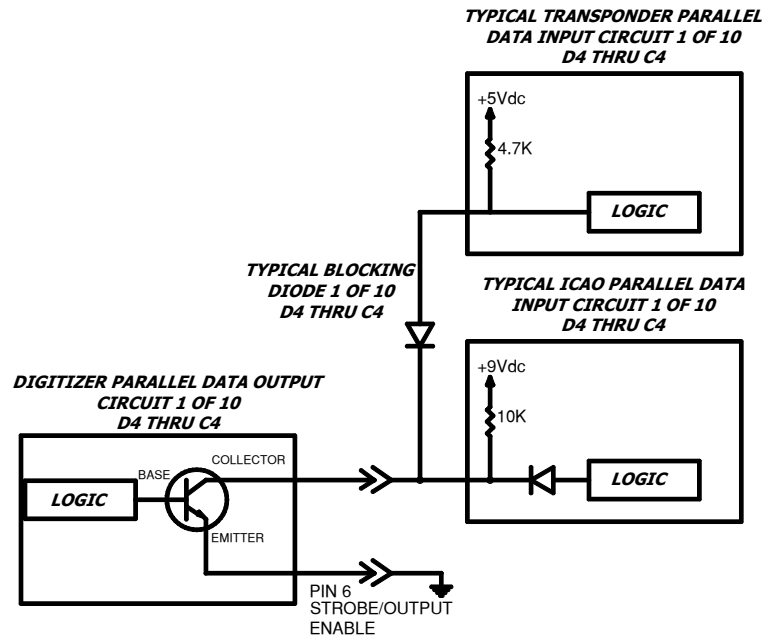 TYPICAL TRANSPONDER PARALLEL
DATA INPUT CIRCUIT 1 OF 10
D4 THRU C4
+5Vdc
4.7K
LOGIC
TYPICAL BLOCKING
DIODE 1 OF 10
D4 THRU C4
TYPICAL ICAO PARALLEL DATA
INPUT CIRCUIT 1 OF 10
D4 THRU C4
+9Vdc
10K
LOGIC
DIGITIZER PARALLEL DATA OUTPUT
CIRCUIT 1 OF 10
D4 THRU C4
LOGIC
BASE
COLLECTOR
EMITTER
PIN 6
STROBE/OUTPUT
ENABLE